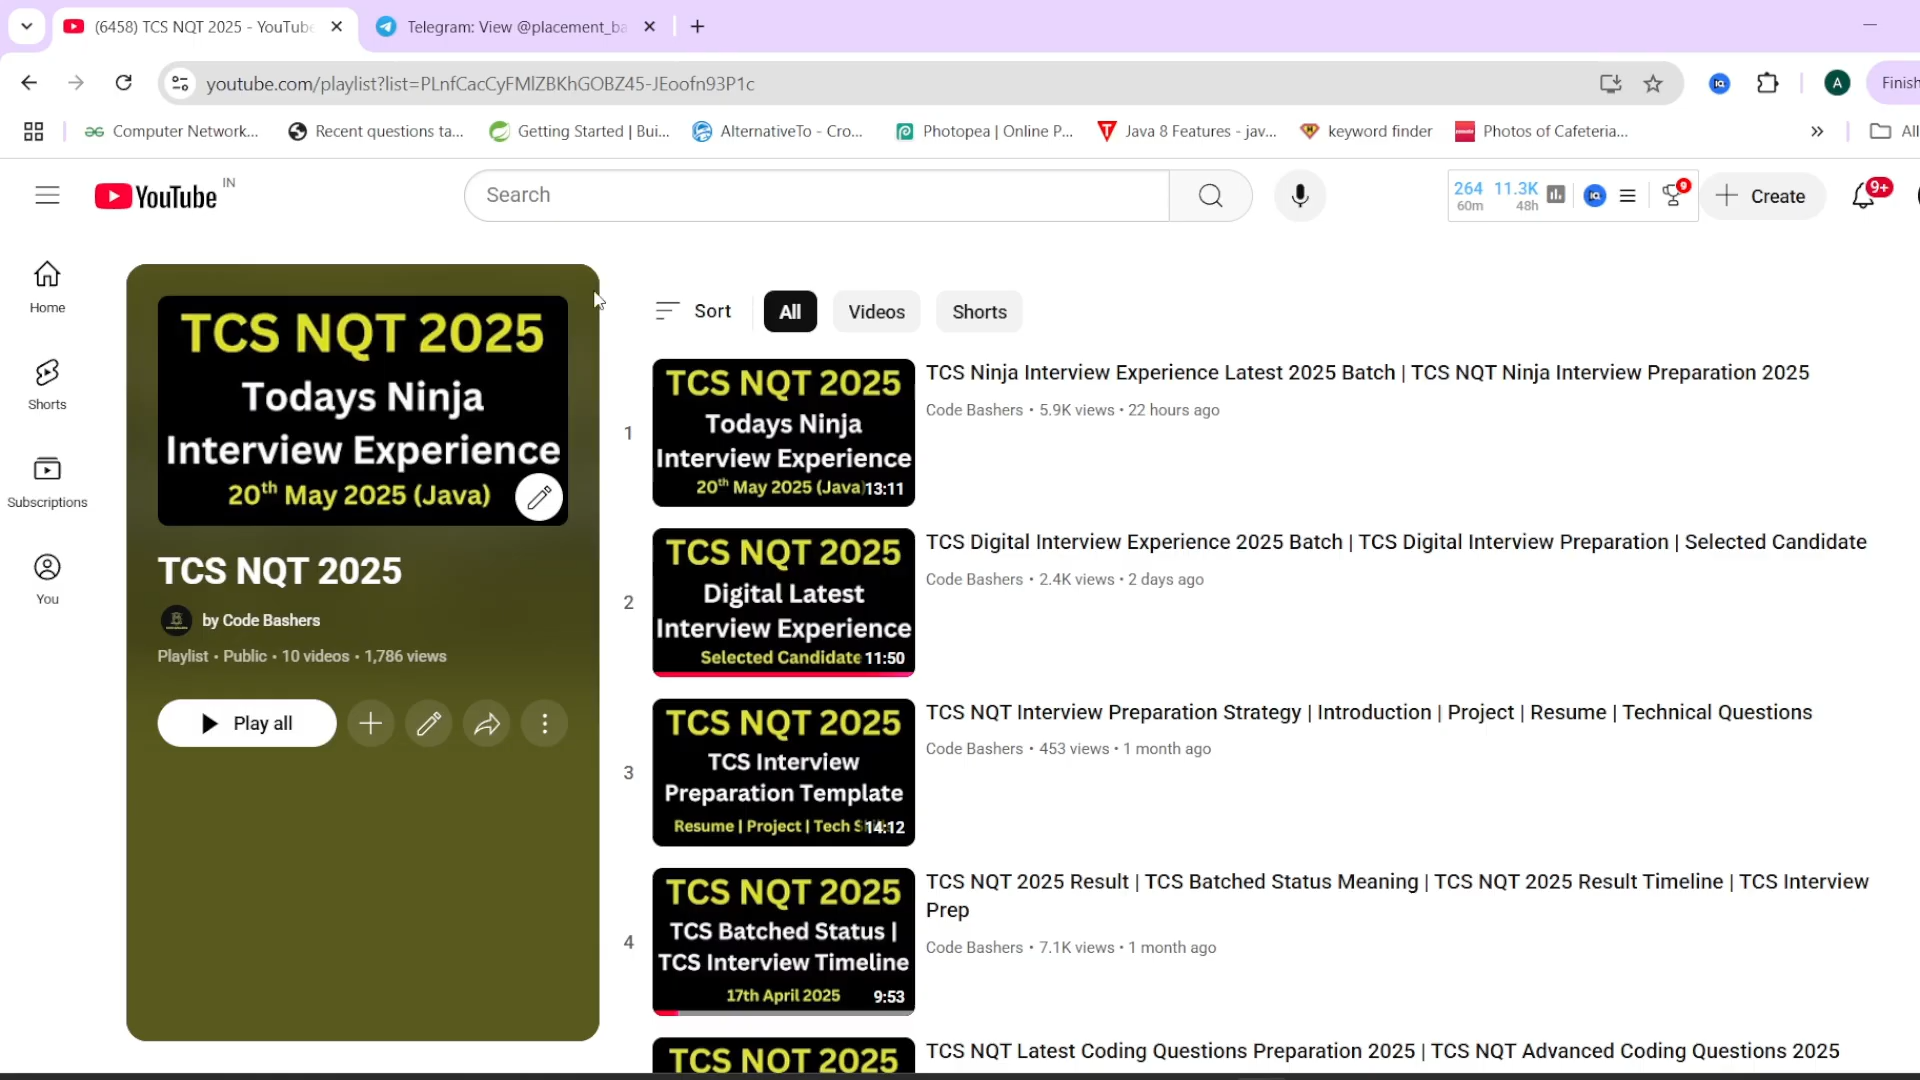 (6458) TCS NQT 2025 - YouTube
Telegram: View @placement_ba
youtube.com/playlist?list=PLnfCacCyFMlZBKhGOBZ45-JEoofn93P1c
A
Finish
Computer Network...
Recent questions ta...
Getting Started | Bui...
AlternativeTo - Cro...
Photopea | Online P...
Java 8 Features - jav...
keyword finder
Photos of Cafeteria...
All
YouTube IN
Search
264 11.3K
60m 48h
9
Create
9+
Home
Shorts
Subscriptions
You
TCS NQT 2025
Todays Ninja
Interview Experience
20th May 2025 (Java)
TCS NQT 2025
by Code Bashers
Playlist • Public • 10 videos • 1,786 views
Play all
Sort
All
Videos
Shorts
1
TCS NQT 2025
Todays Ninja
Interview Experience
20th May 2025 (Java)
13:11
TCS Ninja Interview Experience Latest 2025 Batch | TCS NQT Ninja Interview Preparation 2025
Code Bashers • 5.9K views • 22 hours ago
2
TCS NQT 2025
Digital Latest
Interview Experience
Selected Candidate
11:50
TCS Digital Interview Experience 2025 Batch | TCS Digital Interview Preparation | Selected Candidate
Code Bashers • 2.4K views • 2 days ago
3
TCS NQT 2025
TCS Interview
Preparation Template
Resume | Project | Tech
14:12
TCS NQT Interview Preparation Strategy | Introduction | Project | Resume | Technical Questions
Code Bashers • 453 views • 1 month ago
4
TCS NQT 2025
TCS Batched Status |
TCS Interview Timeline
17th April 2025
9:53
TCS NQT 2025 Result | TCS Batched Status Meaning | TCS NQT 2025 Result Timeline | TCS Interview
Prep
Code Bashers • 7.1K views • 1 month ago
TCS NQT 2025
TCS NQT Latest Coding Questions Preparation 2025 | TCS NQT Advanced Coding Questions 2025